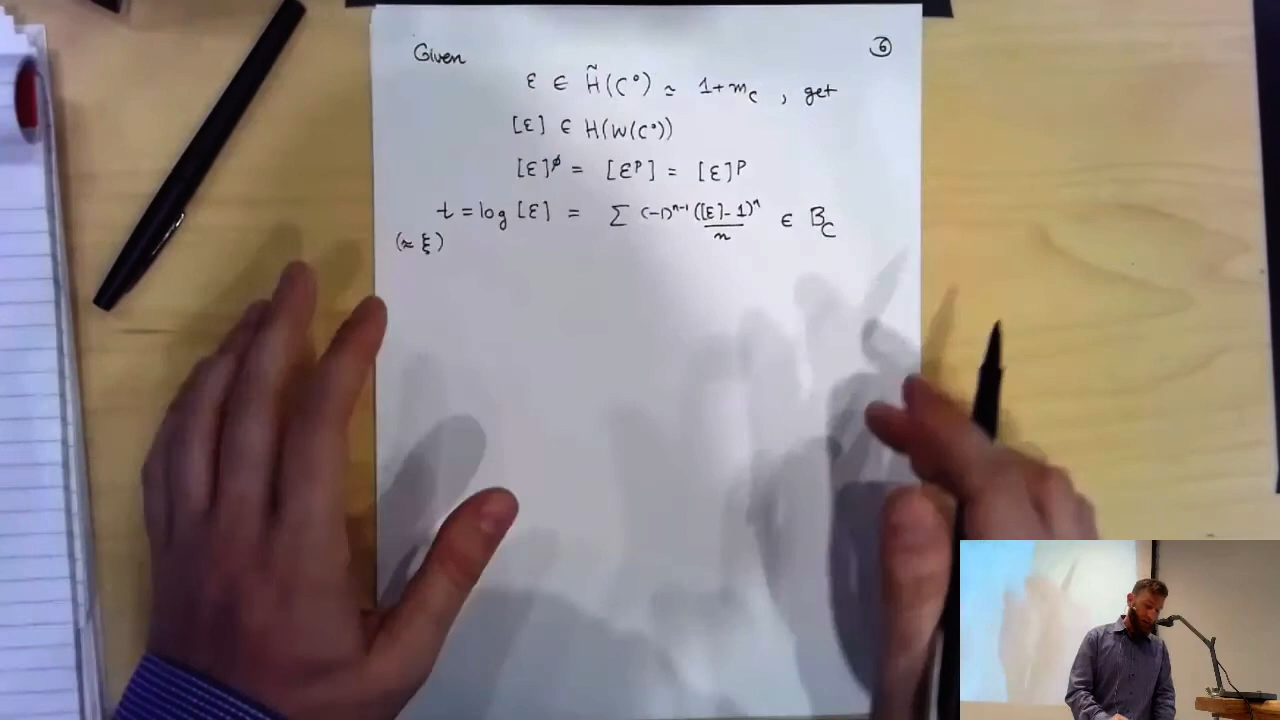 Given
⑥
ε ∈ H̃(C°) ≃ 1+m_C , get
[ε] ∈ H(W(C°))
[ε]^ϕ = [ε^p] = [ε]^p
t = log [ε] = ∑ (-1)^{n-1} ([ε]-1)^n / n ∈ B_C
(≈ ξ)